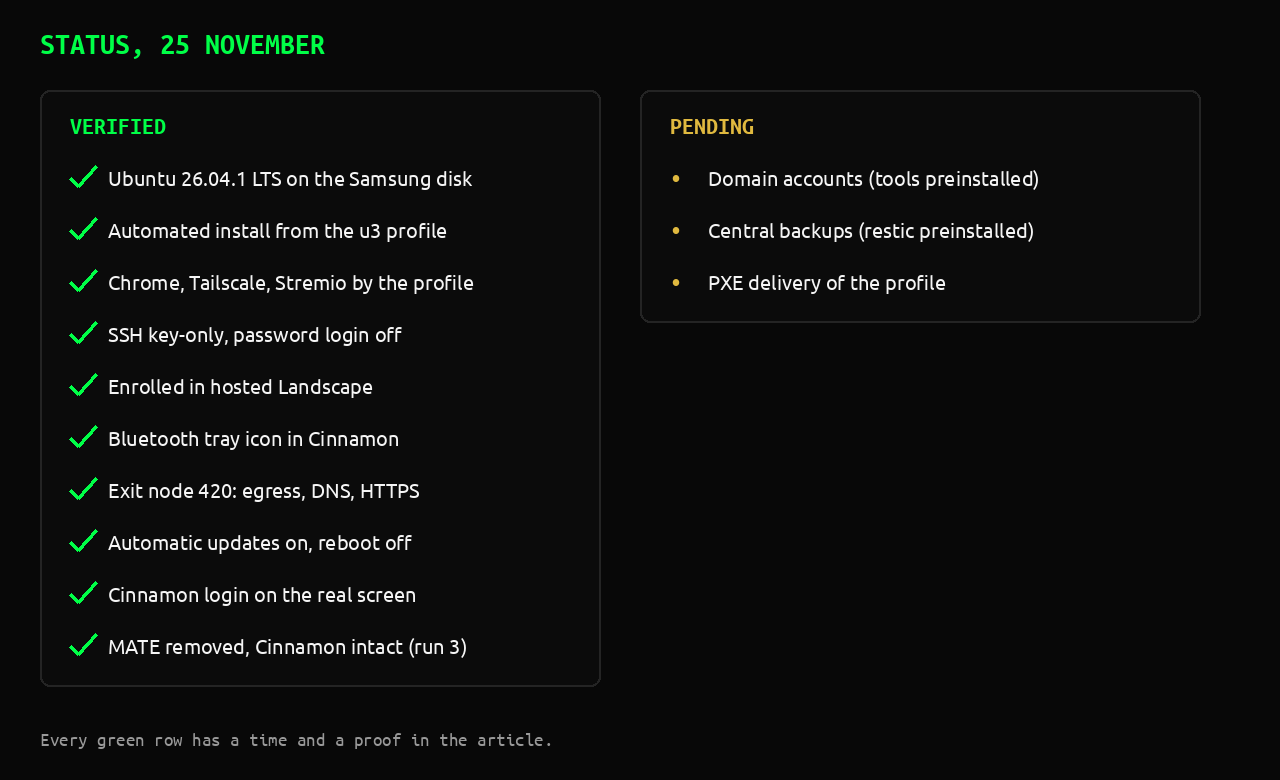 STATUS, 25 NOVEMBER
VERIFIED
Ubuntu 26.04.1 LTS on the Samsung disk
Automated install from the u3 profile
Chrome, Tailscale, Stremio by the profile
SSH key-only, password login off
Enrolled in hosted Landscape
Bluetooth tray icon in Cinnamon
Exit node 420: egress, DNS, HTTPS
Automatic updates on, reboot off
Cinnamon login on the real screen
MATE removed, Cinnamon intact (run 3)
PENDING
Domain accounts (tools preinstalled)
Central backups (restic preinstalled)
PXE delivery of the profile
Every green row has a time and a proof in the article.